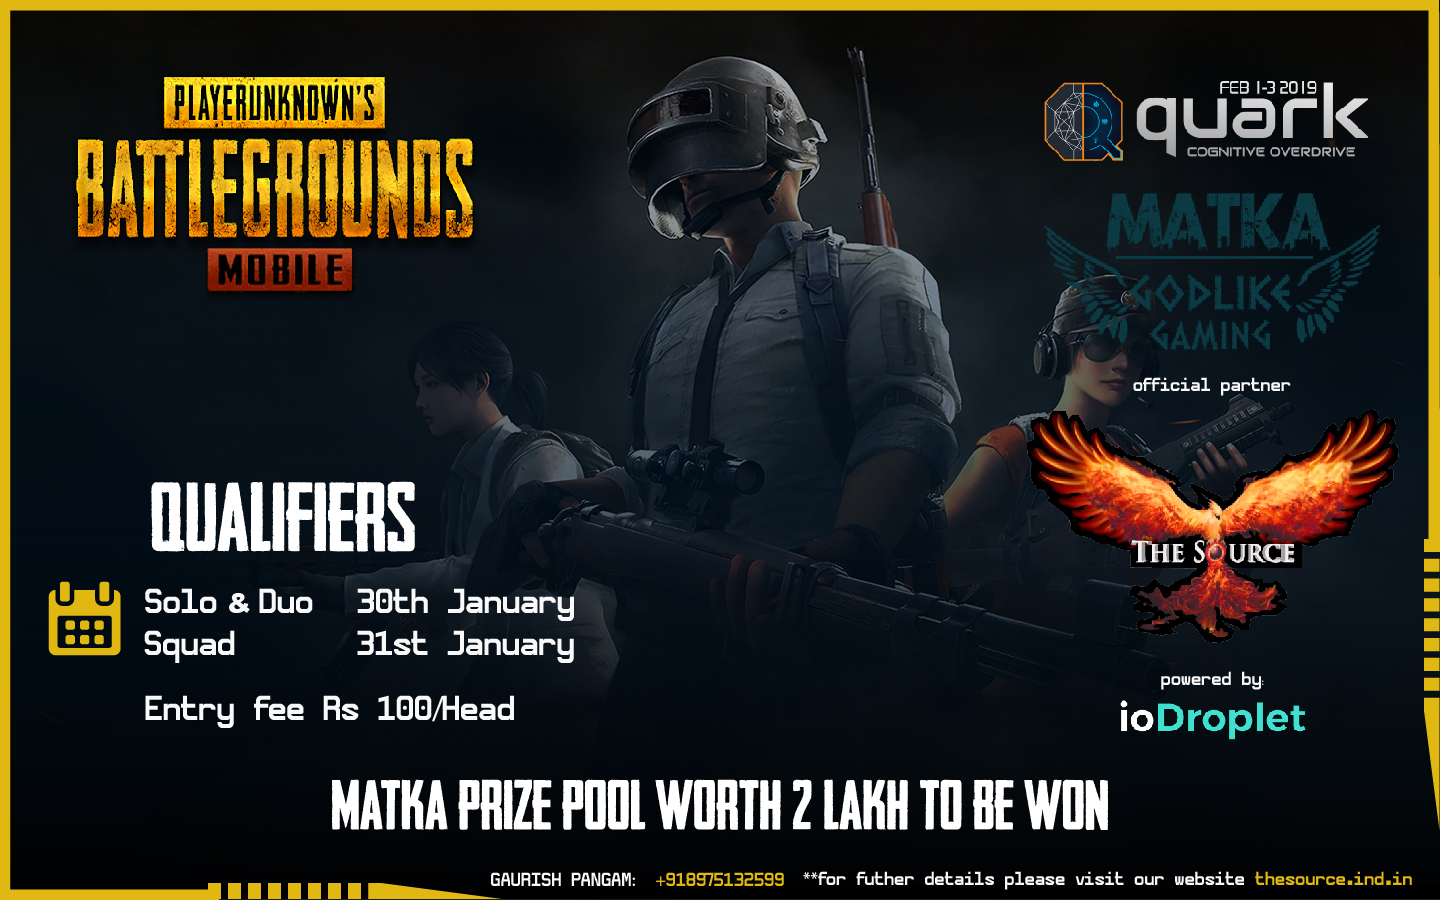 PLAYERUNKNOWN'S
BATTLEGROUNDS
MOBILE
FEB 1-3 2019
quark
COGNITIVE OVERDRIVE
MATKA
GODLIKE
GAMING
official partner
THE SOURCE
powered by:
ioDroplet
QUALIFIERS
Solo & Duo 30th January
Squad 31st January
Entry fee Rs 100/Head
MATKA PRIZE POOL WORTH 2 LAKH TO BE WON
GAURISH PANGAM: +918975132599 **for futher details please visit our website thesource.ind.in